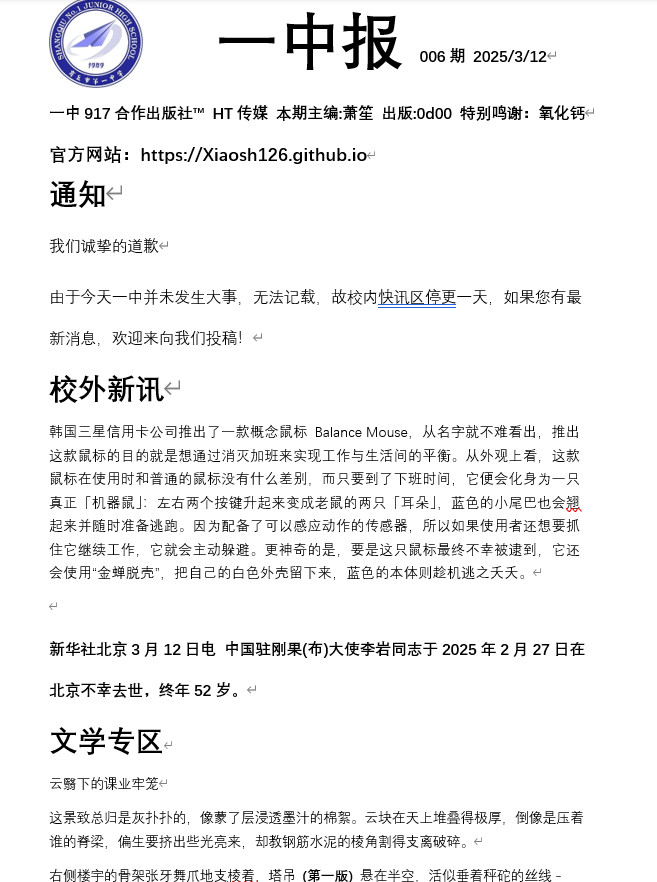 SHANGQIU No.1 JUNIOR HIGH SCHOOL
1989
商丘市第一中学
一中报 006 期 2025/3/12
一中 917 合作出版社™ HT 传媒 本期主编:萧笙 出版:0d00 特别鸣谢：氧化钙
官方网站：https://Xiaosh126.github.io
通知
我们诚挚的道歉
由于今天一中并未发生大事，无法记载，故校内快讯区停更一天，如果您有最
新消息，欢迎来向我们投稿！
校外新讯
韩国三星信用卡公司推出了一款概念鼠标 Balance Mouse，从名字就不难看出，推出
这款鼠标的目的就是想通过消灭加班来实现工作与生活间的平衡。从外观上看，这款
鼠标在使用时和普通的鼠标没有什么差别，而只要到了下班时间，它便会化身为一只
真正「机器鼠」：左右两个按键升起来变成老鼠的两只「耳朵」，蓝色的小尾巴也会翘
起来并随时准备逃跑。因为配备了可以感应动作的传感器，所以如果使用者还想要抓
住它继续工作，它就会主动躲避。更神奇的是，要是这只鼠标最终不幸被逮到，它还
会使用“金蝉脱壳”，把自己的白色外壳留下来，蓝色的本体则趁机逃之夭夭。
新华社北京 3 月 12 日电 中国驻刚果(布)大使李岩同志于 2025 年 2 月 27 日在
北京不幸去世，终年 52 岁。
文学专区
云翳下的课业牢笼
这景致总归是灰扑扑的，像蒙了层浸透墨汁的棉絮。云块在天上堆叠得极厚，倒像是压着
谁的脊梁，偏生要挤出些光亮来，却教钢筋水泥的棱角割得支离破碎。
右侧楼宇的骨架张牙舞爪地支棱着，塔吊 (第一版) 悬在半空，活似垂着秤砣的丝线－